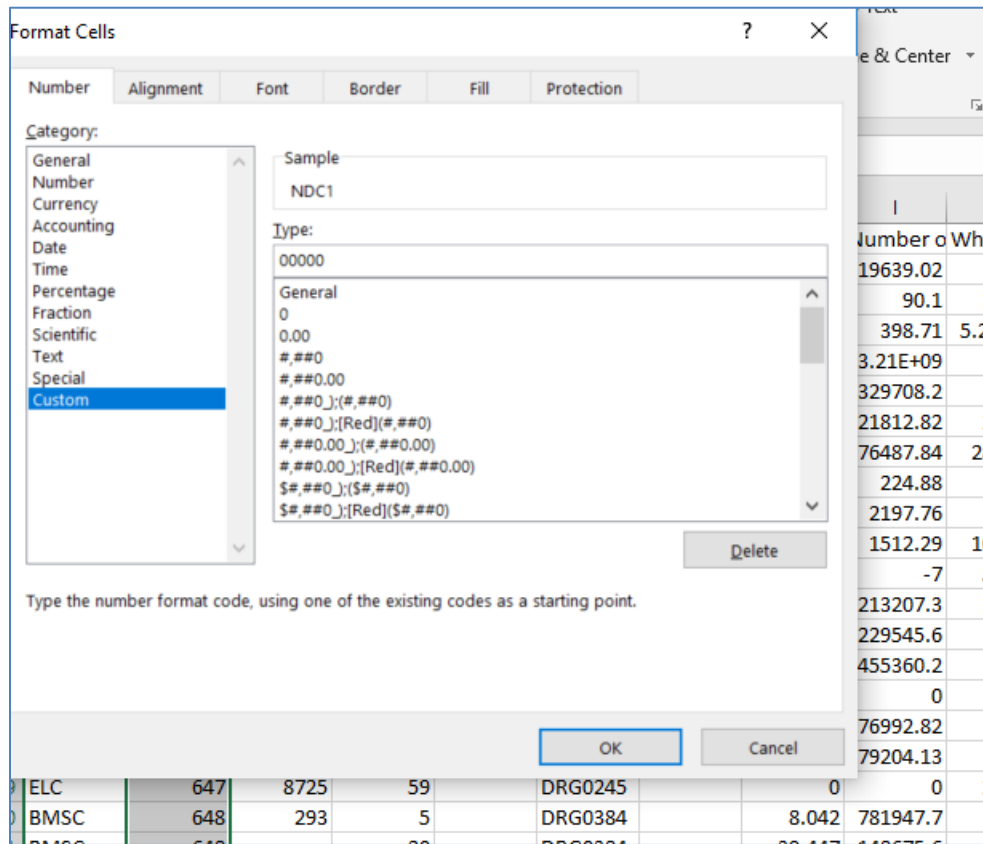 Format Cells ? ×
e & Center
Number Alignment Font Border Fill Protection
Category:
General
Number
Currency
Accounting
Date
Time
Percentage
Fraction
Scientific
Text
Special
Custom
Sample
NDC1
Type:
00000
General
0
0.00
#,##0
#,##0.00
#,##0_);(#,##0)
#,##0_);[Red](#,##0)
#,##0.00_);(#,##0.00)
#,##0.00_);[Red](#,##0.00)
$#,##0_);($#,##0)
$#,##0_);[Red]($#,##0)
Delete
Type the number format code, using one of the existing codes as a starting point.
OK Cancel
I
Number o Wh
19639.02
90.1
398.71 5.2
3.21E+09
329708.2
21812.82
76487.84 2
224.88
2197.76
1512.29 1
-7
213207.3
229545.6
455360.2
0
76992.82
79204.13
ELC 647 8725 59 DRG0245 0 0
BMSC 648 293 5 DRG0384 8.042 781947.7